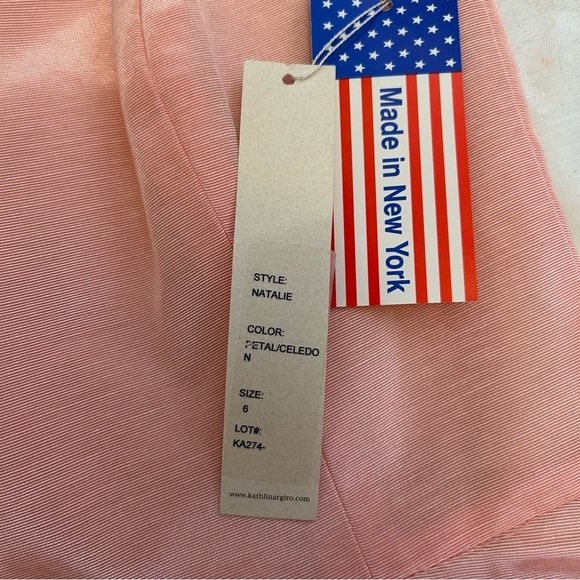 Made in New York
STYLE:
NATALIE
COLOR:
PETAL/CELEDO
N
SIZE:
6
LOT#:
KA274-
www.kathlinargiro.com